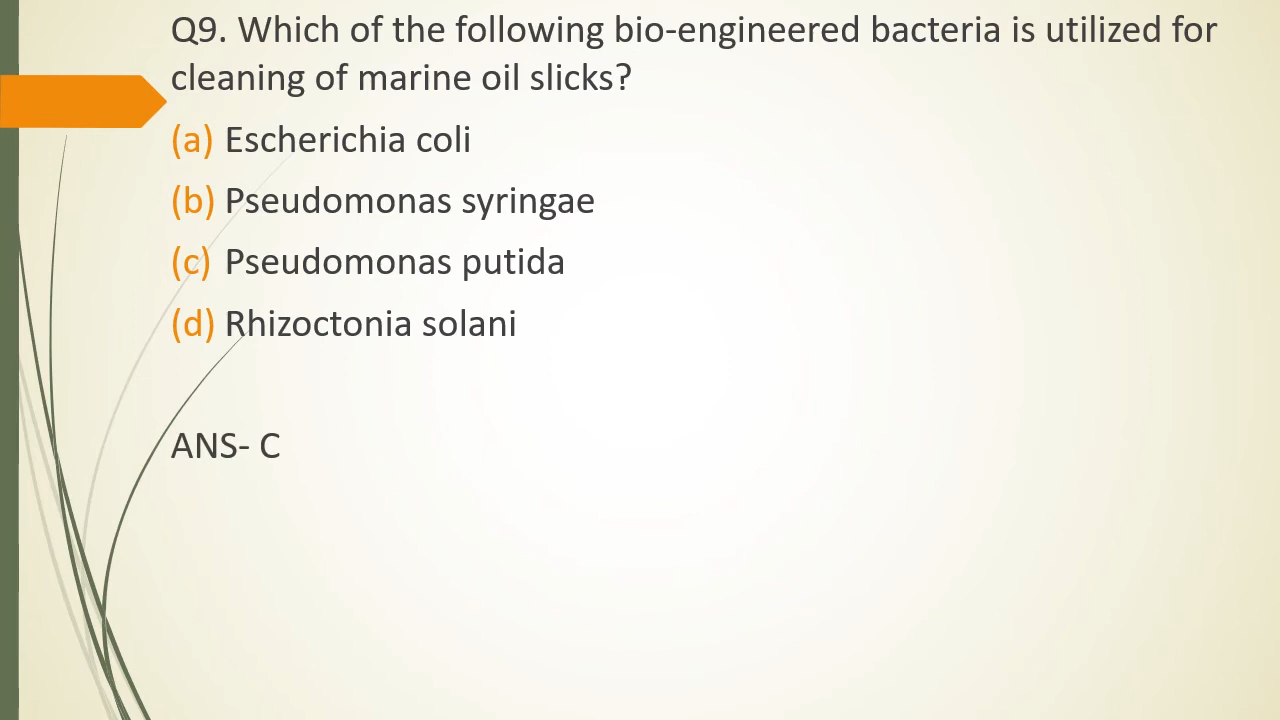 Q9. Which of the following bio-engineered bacteria is utilized for
cleaning of marine oil slicks?
(a) Escherichia coli
(b) Pseudomonas syringae
(c) Pseudomonas putida
(d) Rhizoctonia solani
ANS- C